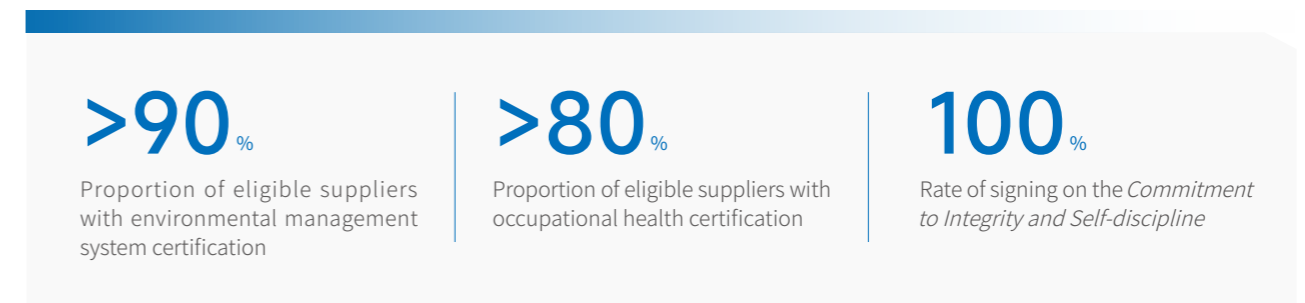 >90%
Proportion of eligible suppliers
with environmental management
system certification
>80%
Proportion of eligible suppliers with
occupational health certification
100%
Rate of signing on the Commitment
to Integrity and Self-discipline